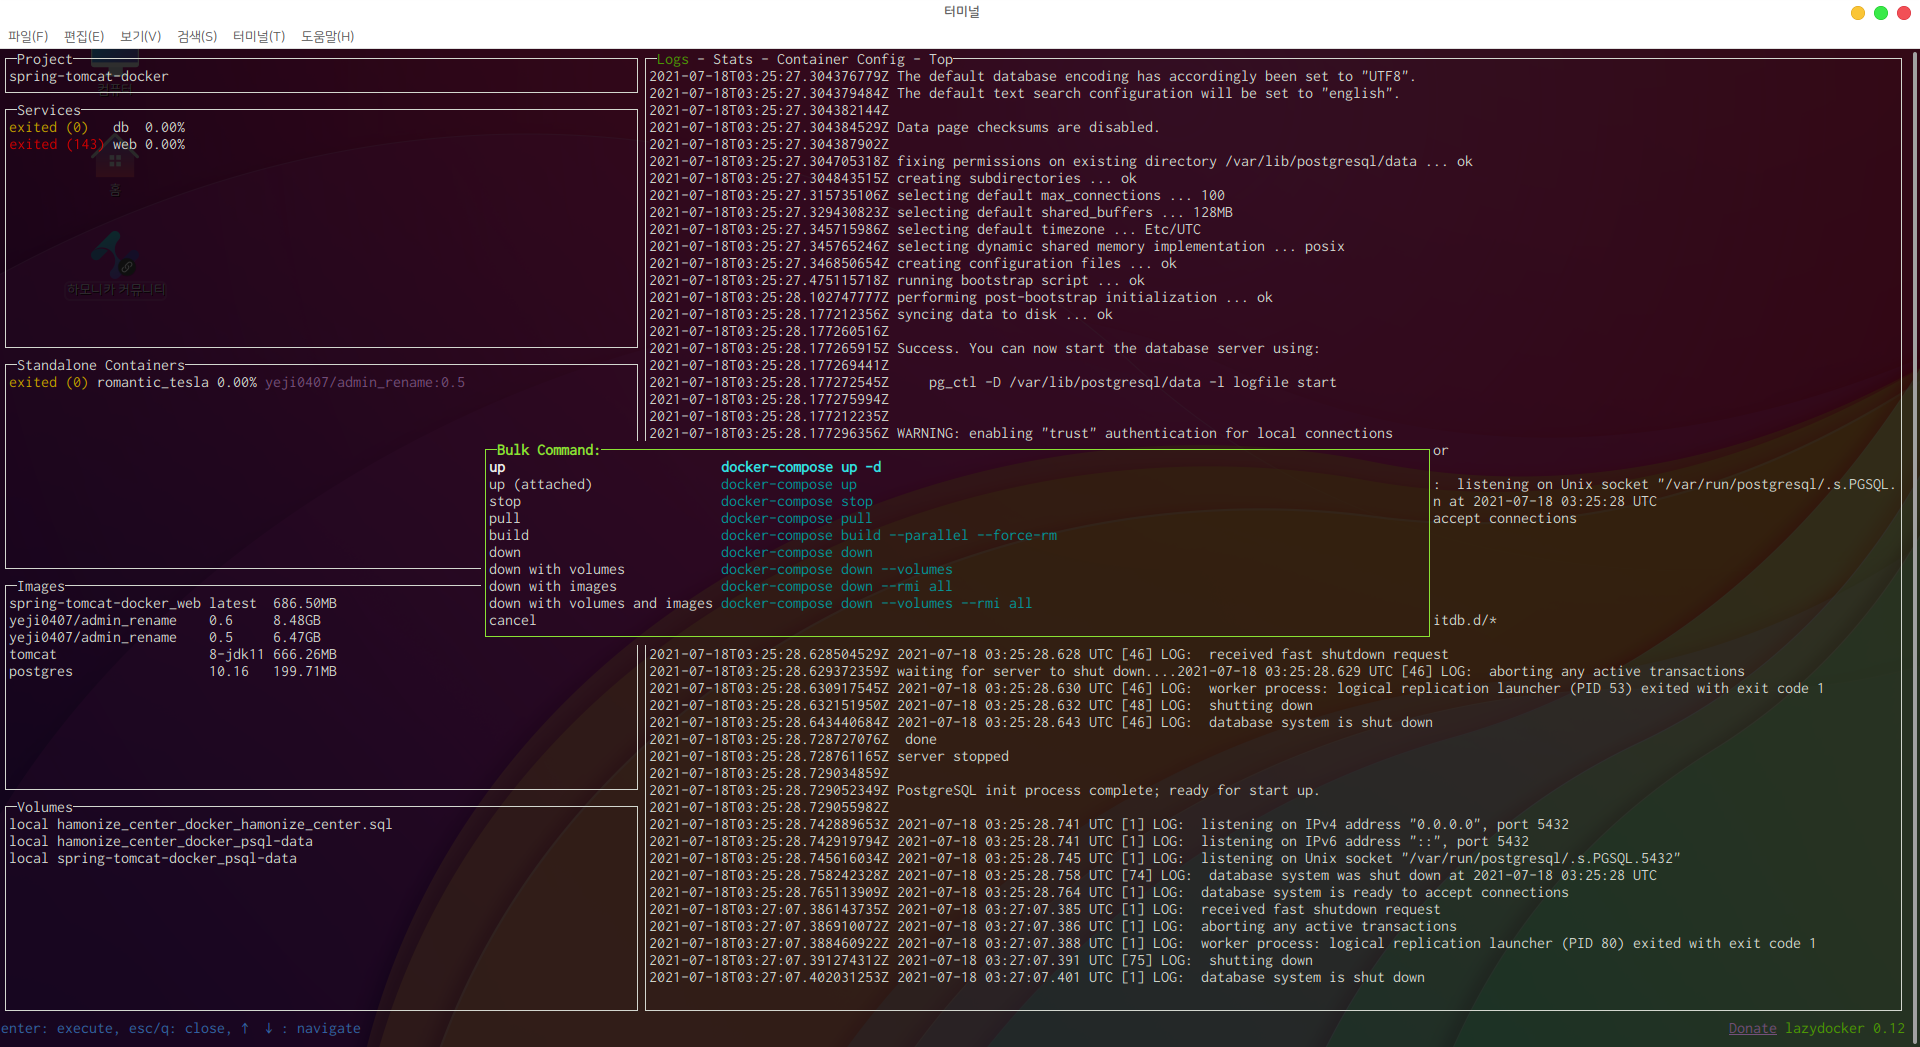 터미널
파일(F) 편집(E) 보기(V) 검색(S) 터미널(T) 도움말(H)
Project
spring-tomcat-docker
컴퓨터
Services
exited (0) db 0.00%
exited (143) web 0.00%
홈
하모니카 커뮤니티
Standalone Containers
exited (0) romantic_tesla 0.00% yeji0407/admin_rename:0.5
Images
spring-tomcat-docker_web latest 686.50MB
yeji0407/admin_rename 0.6 8.48GB
yeji0407/admin_rename 0.5 6.47GB
tomcat 8-jdk11 666.26MB
postgres 10.16 199.71MB
Volumes
local hamonize_center_docker_hamonize_center.sql
local hamonize_center_docker_psql-data
local spring-tomcat-docker_psql-data
Logs - Stats - Container Config - Top
2021-07-18T03:25:27.304376779Z The default database encoding has accordingly been set to "UTF8".
2021-07-18T03:25:27.304379484Z The default text search configuration will be set to "english".
2021-07-18T03:25:27.304382144Z
2021-07-18T03:25:27.304384529Z Data page checksums are disabled.
2021-07-18T03:25:27.304387902Z
2021-07-18T03:25:27.304705318Z fixing permissions on existing directory /var/lib/postgresql/data ... ok
2021-07-18T03:25:27.304843515Z creating subdirectories ... ok
2021-07-18T03:25:27.315735106Z selecting default max_connections ... 100
2021-07-18T03:25:27.329430823Z selecting default shared_buffers ... 128MB
2021-07-18T03:25:27.345715986Z selecting default timezone ... Etc/UTC
2021-07-18T03:25:27.345765246Z selecting dynamic shared memory implementation ... posix
2021-07-18T03:25:27.346850654Z creating configuration files ... ok
2021-07-18T03:25:27.475115718Z running bootstrap script ... ok
2021-07-18T03:25:28.102747777Z performing post-bootstrap initialization ... ok
2021-07-18T03:25:28.177212356Z syncing data to disk ... ok
2021-07-18T03:25:28.177260516Z
2021-07-18T03:25:28.177265915Z Success. You can now start the database server using:
2021-07-18T03:25:28.177269441Z
2021-07-18T03:25:28.177272545Z pg_ctl -D /var/lib/postgresql/data -l logfile start
2021-07-18T03:25:28.177275994Z
2021-07-18T03:25:28.177212235Z
2021-07-18T03:25:28.177296356Z WARNING: enabling "trust" authentication for local connections
or
: listening on Unix socket "/var/run/postgresql/.s.PGSQL.
n at 2021-07-18 03:25:28 UTC
accept connections
itdb.d/*
Bulk Command:
up docker-compose up -d
up (attached) docker-compose up
stop docker-compose stop
pull docker-compose pull
build docker-compose build --parallel --force-rm
down docker-compose down
down with volumes docker-compose down --volumes
down with images docker-compose down --rmi all
down with volumes and images docker-compose down --volumes --rmi all
cancel
2021-07-18T03:25:28.628504529Z 2021-07-18 03:25:28.628 UTC [46] LOG: received fast shutdown request
2021-07-18T03:25:28.629372359Z waiting for server to shut down....2021-07-18 03:25:28.629 UTC [46] LOG: aborting any active transactions
2021-07-18T03:25:28.630917545Z 2021-07-18 03:25:28.630 UTC [46] LOG: worker process: logical replication launcher (PID 53) exited with exit code 1
2021-07-18T03:25:28.632151950Z 2021-07-18 03:25:28.632 UTC [48] LOG: shutting down
2021-07-18T03:25:28.643440684Z 2021-07-18 03:25:28.643 UTC [46] LOG: database system is shut down
2021-07-18T03:25:28.728727076Z done
2021-07-18T03:25:28.728761165Z server stopped
2021-07-18T03:25:28.729034859Z
2021-07-18T03:25:28.729052349Z PostgreSQL init process complete; ready for start up.
2021-07-18T03:25:28.729055982Z
2021-07-18T03:25:28.742889653Z 2021-07-18 03:25:28.741 UTC [1] LOG: listening on IPv4 address "0.0.0.0", port 5432
2021-07-18T03:25:28.742919794Z 2021-07-18 03:25:28.741 UTC [1] LOG: listening on IPv6 address "::", port 5432
2021-07-18T03:25:28.745616034Z 2021-07-18 03:25:28.745 UTC [1] LOG: listening on Unix socket "/var/run/postgresql/.s.PGSQL.5432"
2021-07-18T03:25:28.758242328Z 2021-07-18 03:25:28.758 UTC [74] LOG: database system was shut down at 2021-07-18 03:25:28 UTC
2021-07-18T03:25:28.765113909Z 2021-07-18 03:25:28.764 UTC [1] LOG: database system is ready to accept connections
2021-07-18T03:27:07.386143735Z 2021-07-18 03:27:07.385 UTC [1] LOG: received fast shutdown request
2021-07-18T03:27:07.386910072Z 2021-07-18 03:27:07.386 UTC [1] LOG: aborting any active transactions
2021-07-18T03:27:07.388460922Z 2021-07-18 03:27:07.388 UTC [1] LOG: worker process: logical replication launcher (PID 80) exited with exit code 1
2021-07-18T03:27:07.391274312Z 2021-07-18 03:27:07.391 UTC [75] LOG: shutting down
2021-07-18T03:27:07.402031253Z 2021-07-18 03:27:07.401 UTC [1] LOG: database system is shut down
enter: execute, esc/q: close, ↑ ↓ : navigate
Donate lazydocker 0.12